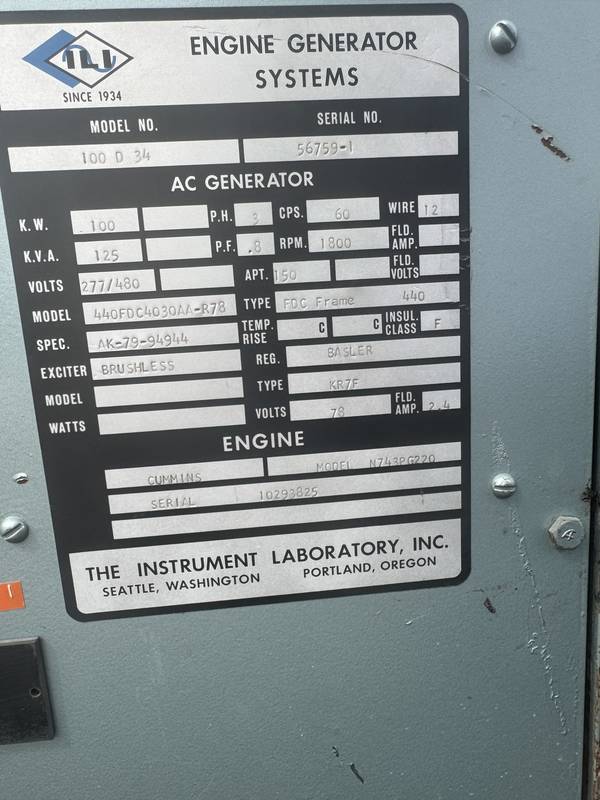 TLI
ENGINE GENERATOR
SYSTEMS
SINCE 1934
MODEL NO. SERIAL NO.
100 D 34 56759-1
AC GENERATOR
K.W. 100 P.H. 3 CPS. 60 WIRE 12
K.V.A. 125 P.F. .8 RPM. 1800 FLD. AMP.
VOLTS 277/480 APT. 150 FLD. VOLTS
MODEL 440FDC4030AA-R78 TYPE FDC Frame 440
SPEC. AK-79-94944 TEMP. RISE C C INSUL. CLASS F
EXCITER BRUSHLESS REG. BASLER
MODEL TYPE KR7F
WATTS VOLTS 78 FLD. AMP. 2.4
ENGINE
CUMMINS MODEL N743PG220
SERIAL 10293825
THE INSTRUMENT LABORATORY, INC.
SEATTLE, WASHINGTON PORTLAND, OREGON